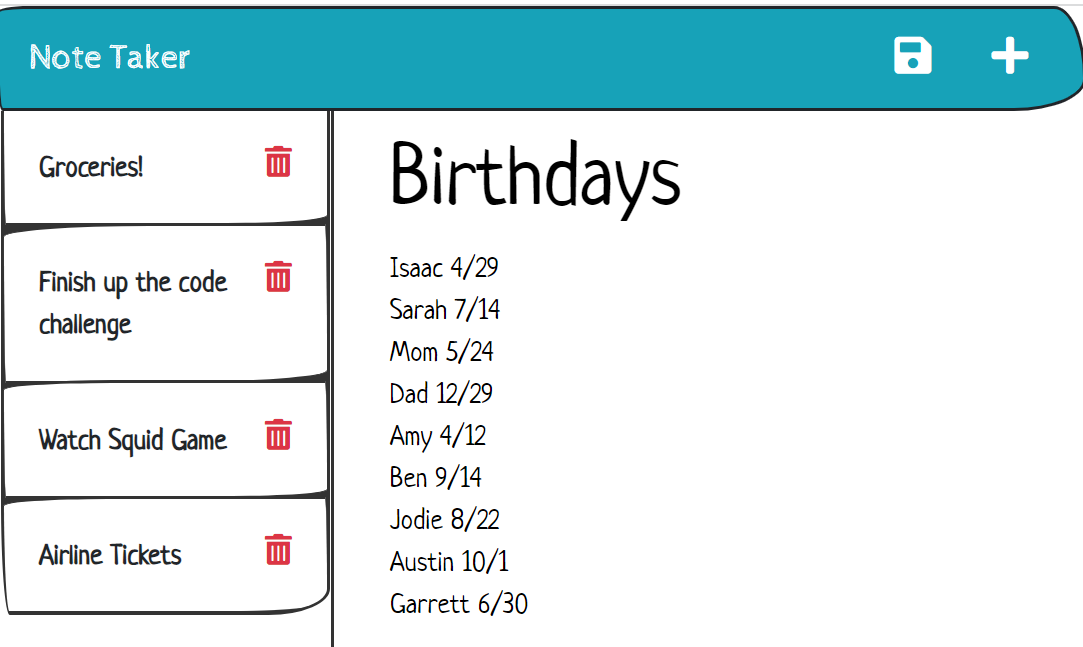 Note Taker
Groceries!
Finish up the code
challenge
Watch Squid Game
Airline Tickets
Birthdays
Isaac 4/29
Sarah 7/14
Mom 5/24
Dad 12/29
Amy 4/12
Ben 9/14
Jodie 8/22
Austin 10/1
Garrett 6/30